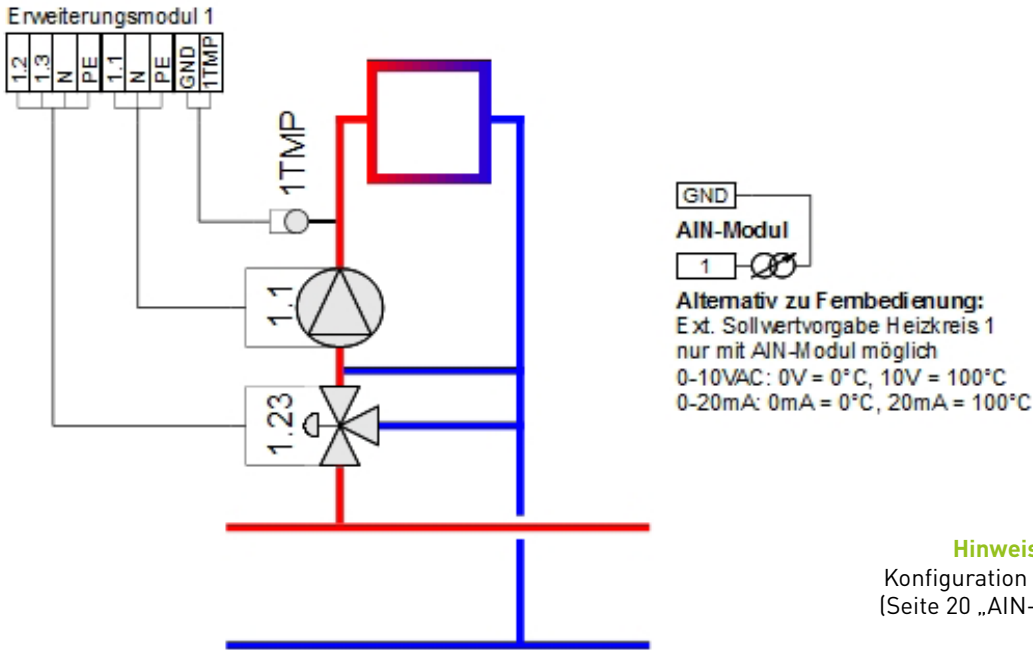 Erweiterungsmodul 1
1.2 1.3 N PE 1.1 N PE GND 1TMP
1TMP
1.1
1.23
GND
AIN-Modul
1
Alternativ zu Fernbedienung:
Ext. Sollwertvorgabe Heizkreis 1
nur mit AIN-Modul möglich
0-10VAC: 0V = 0°C, 10V = 100°C
0-20mA: 0mA = 0°C, 20mA = 100°C
Hinweis
Konfiguration
(Seite 20 „AIN-